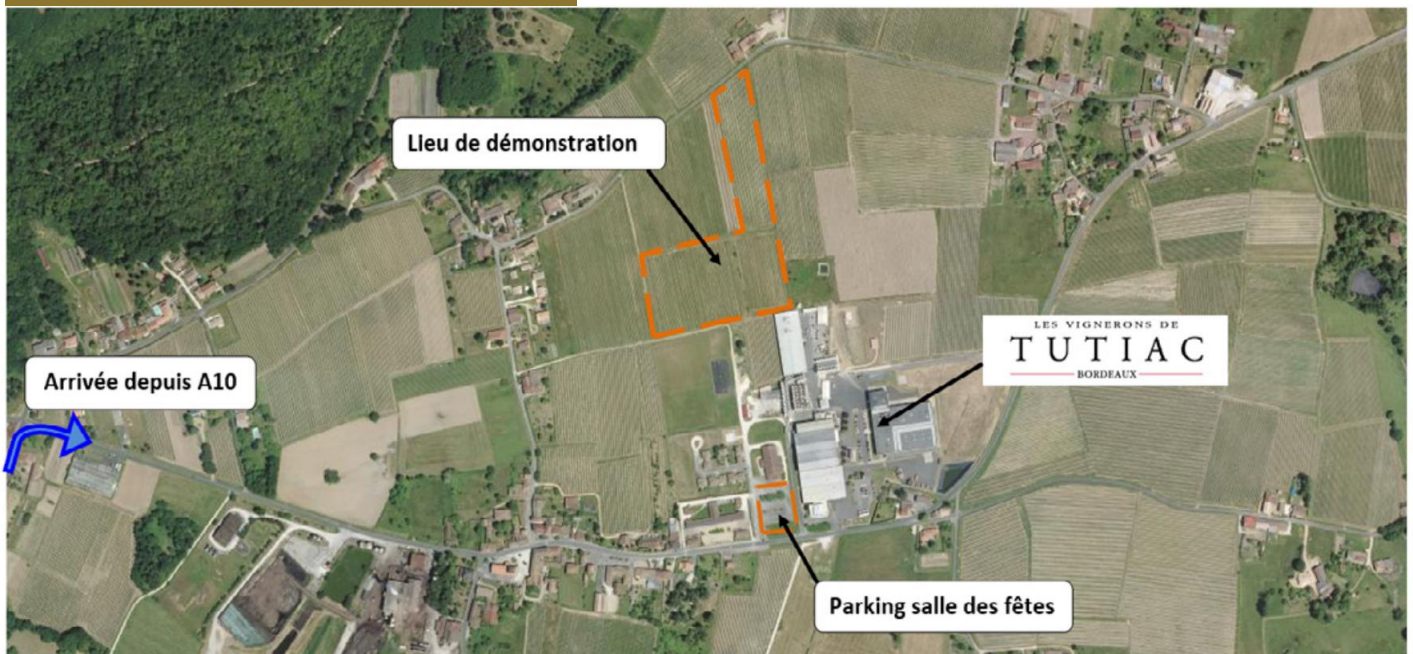 Lieu de démonstration
LES VIGNERONS DE
TUTIAC
BORDEAUX
Arrivée depuis A10
Parking salle des fêtes